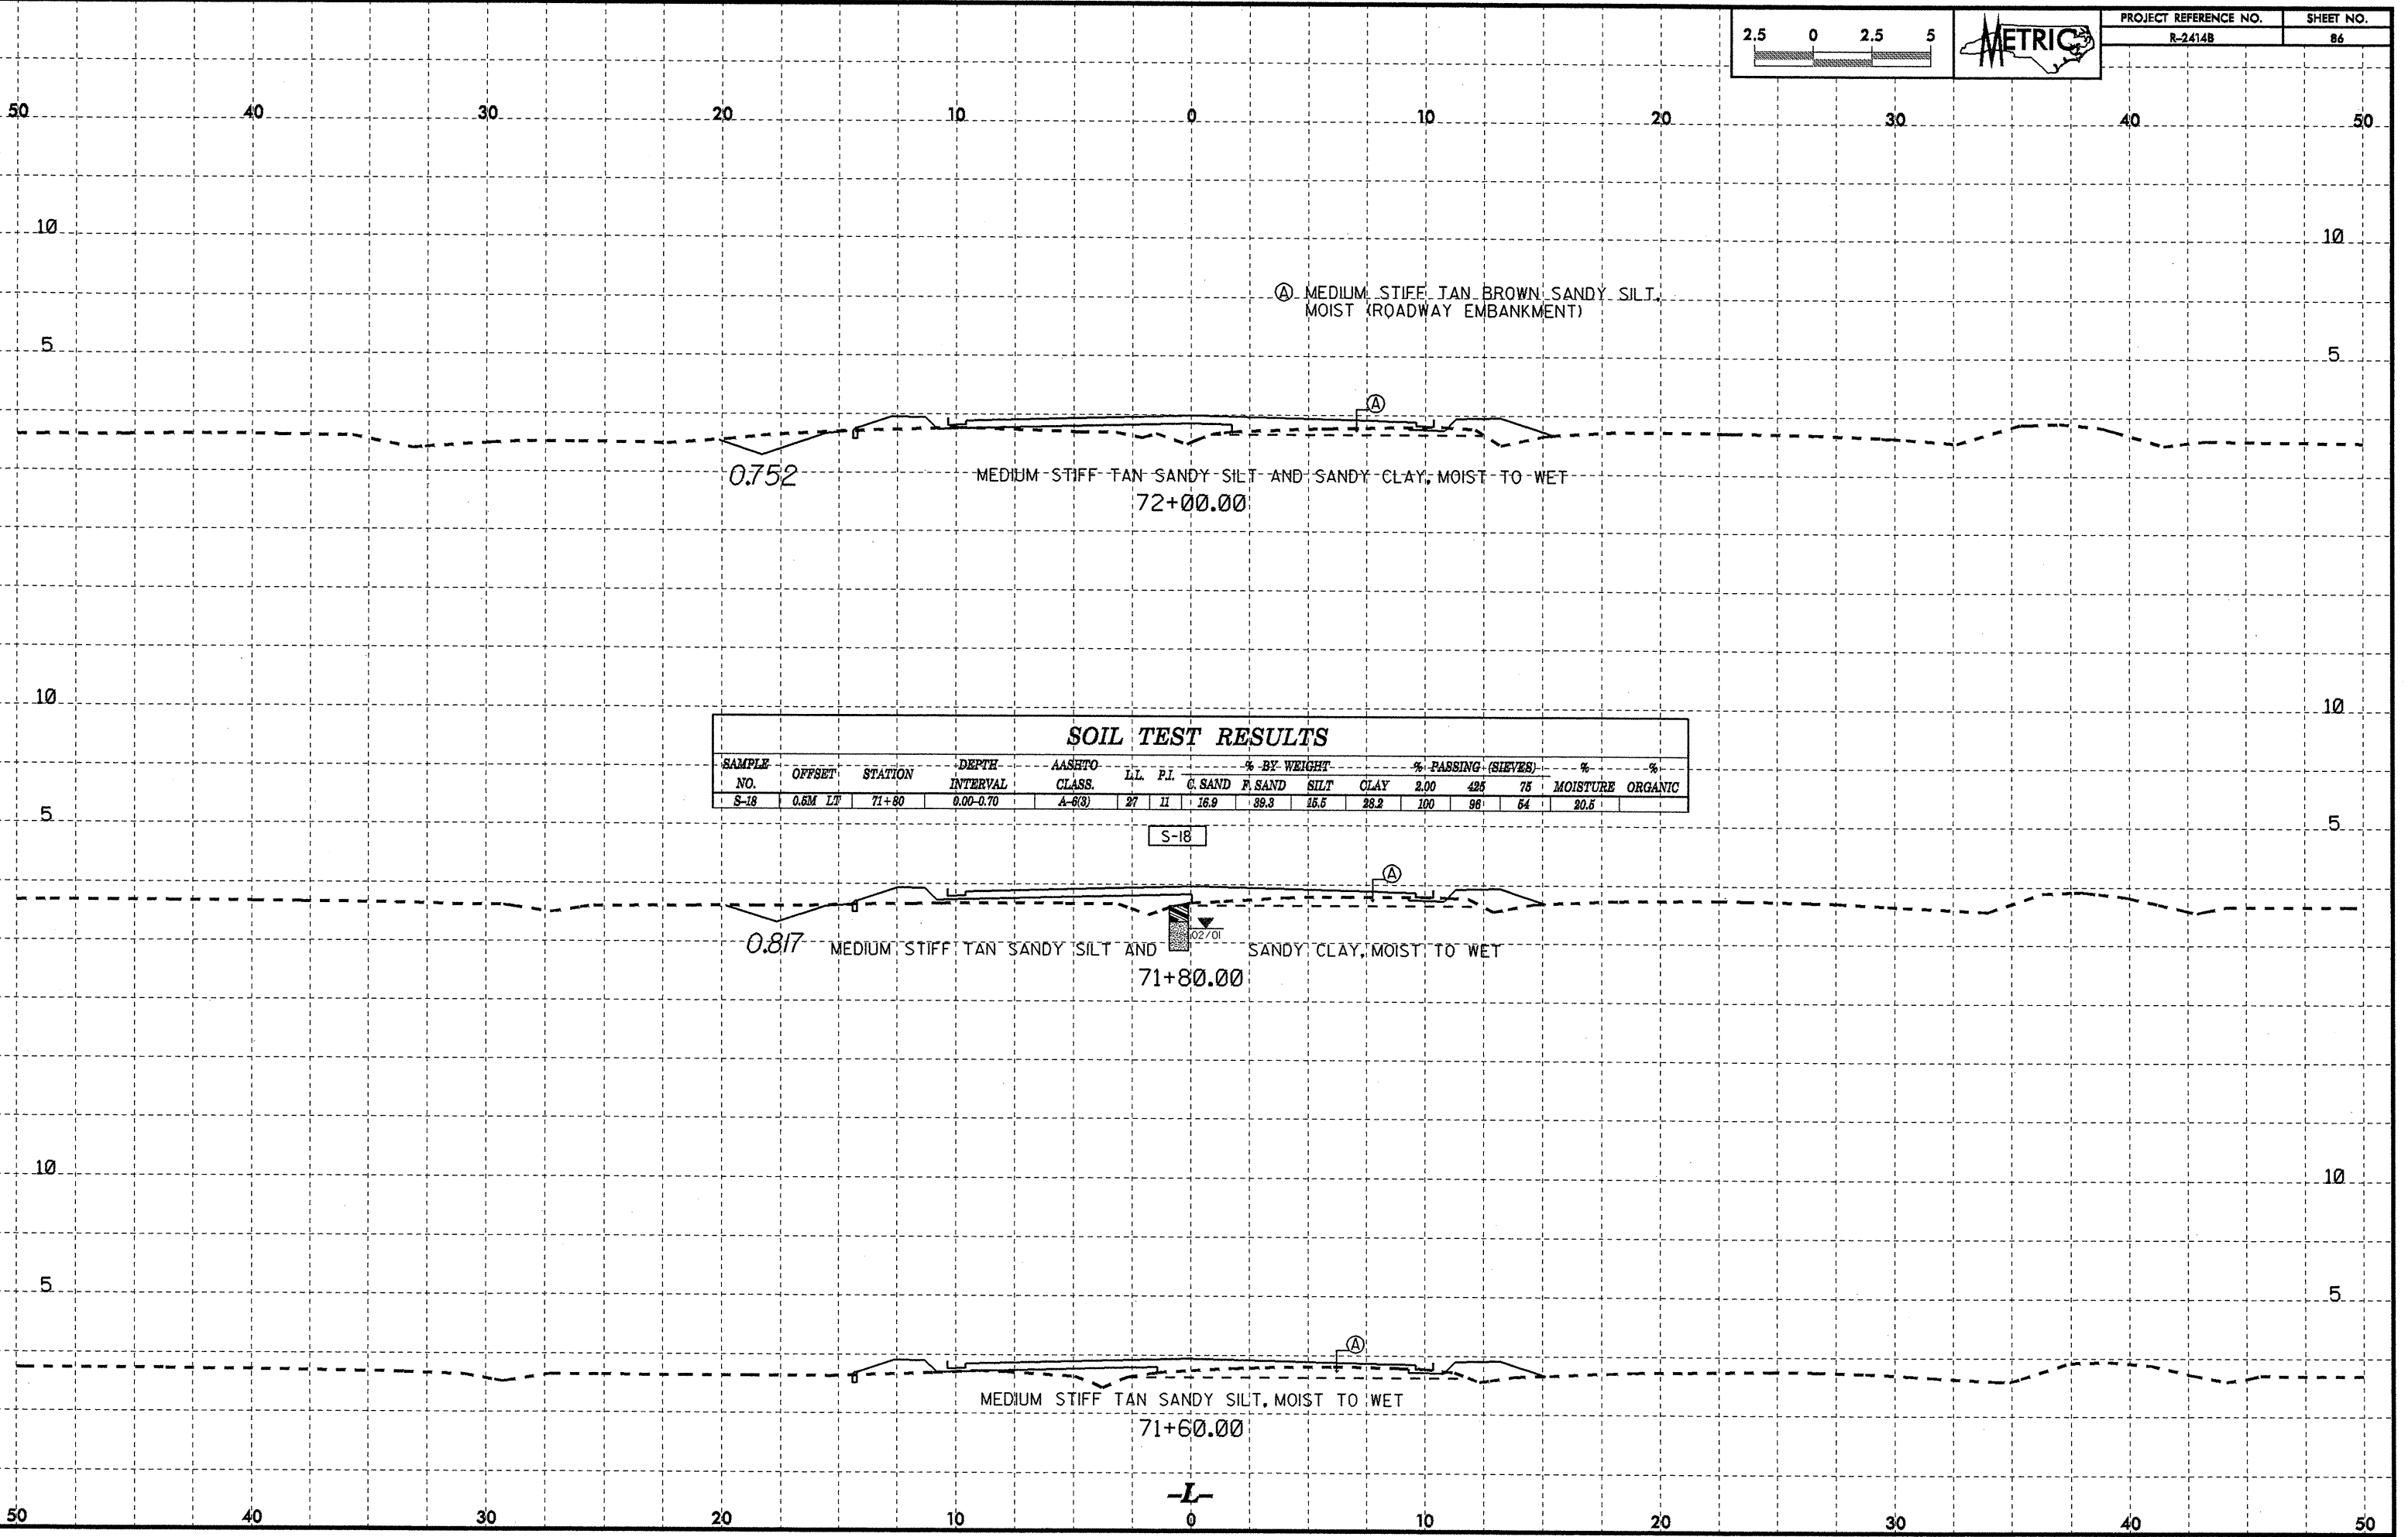 2.5 0 2.5 5
METRIC
PROJECT REFERENCE NO. SHEET NO.
R-2414B 86
50 40 30 20 10 0 10 20 30 40 50
10 10
Ⓐ MEDIUM STIFF TAN BROWN SANDY SILT,
MOIST (ROADWAY EMBANKMENT)
5 5
Ⓐ
0.752 MEDIUM STIFF TAN SANDY SILT AND SANDY CLAY, MOIST TO WET
72+00.00
10 10
SOIL TEST RESULTS
SAMPLE NO. OFFSET STATION DEPTH INTERVAL AASHTO CLASS. L.L. P.I. % BY WEIGHT C. SAND F. SAND SILT CLAY % PASSING (SIEVES) 2.00 425 75 % MOISTURE % ORGANIC
S-18 71+80 0.00-0.70 A-6(3) 27 11 16.9 39.3 15.5 28.2 100 96 54 20.5
5 5
S-18
Ⓐ
02/01
0.817 MEDIUM STIFF TAN SANDY SILT AND SANDY CLAY, MOIST TO WET
71+80.00
10 10
5 5
Ⓐ
MEDIUM STIFF TAN SANDY SILT, MOIST TO WET
71+60.00
-L-
50 40 30 20 10 0 10 20 30 40 50